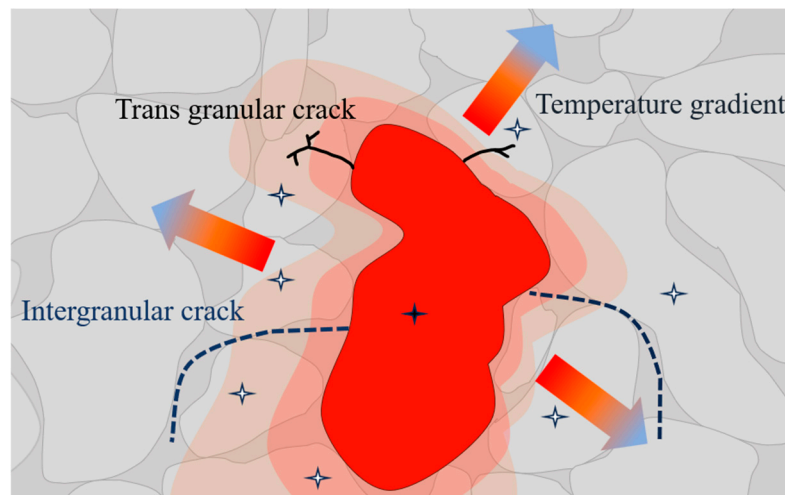 Trans granular crack
Temperature gradient
Intergranular crack